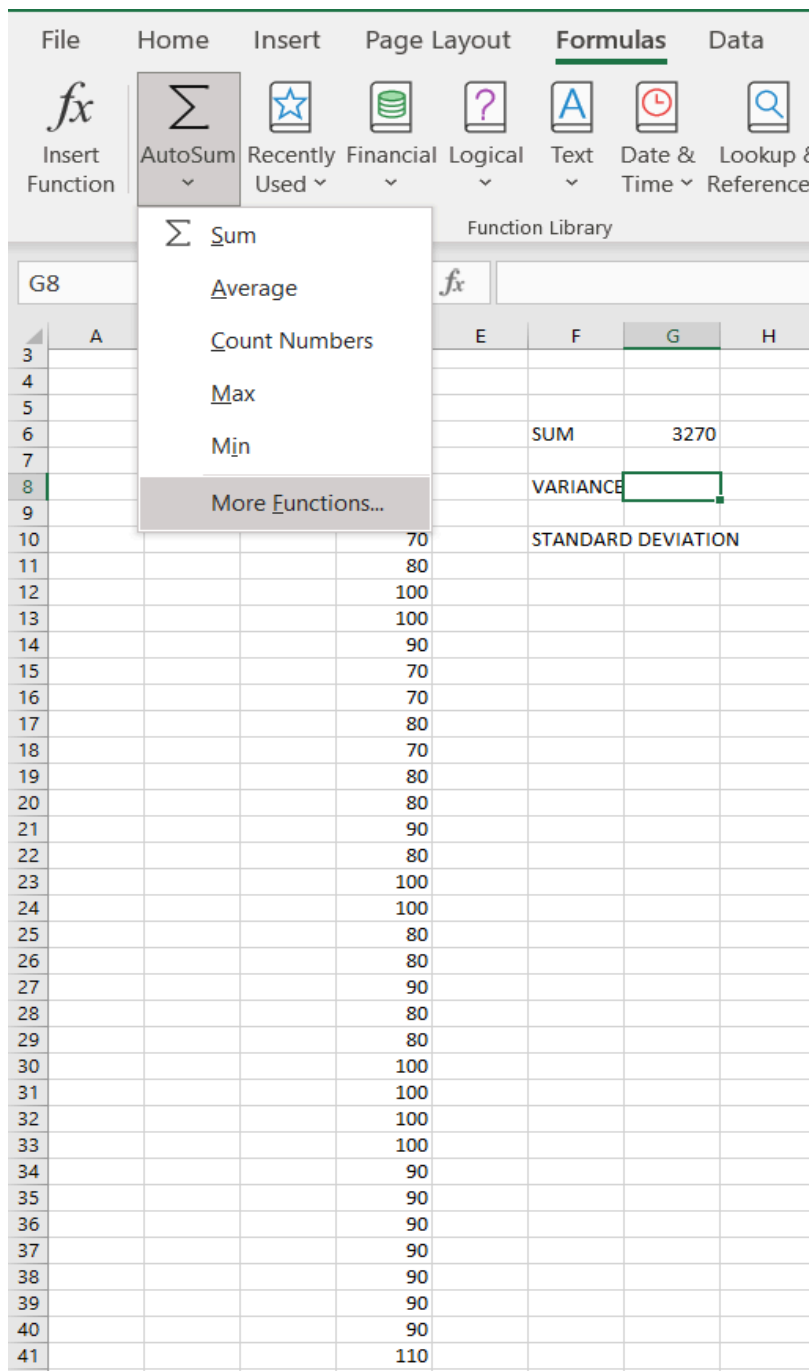 File Home Insert Page Layout Formulas Data
fx
Insert Function AutoSum Recently Used Financial Logical Text Date & Time Lookup & Reference
Function Library
Σ Sum
Average
Count Numbers
Max
Min
More Functions...
G8 fx
A E F G H
3
4
5
6 SUM 3270
7
8 VARIANCE
9
10 70 STANDARD DEVIATION
11 80
12 100
13 100
14 90
15 70
16 70
17 80
18 70
19 80
20 80
21 90
22 80
23 100
24 100
25 80
26 80
27 90
28 80
29 80
30 100
31 100
32 100
33 100
34 90
35 90
36 90
37 90
38 90
39 90
40 90
41 110